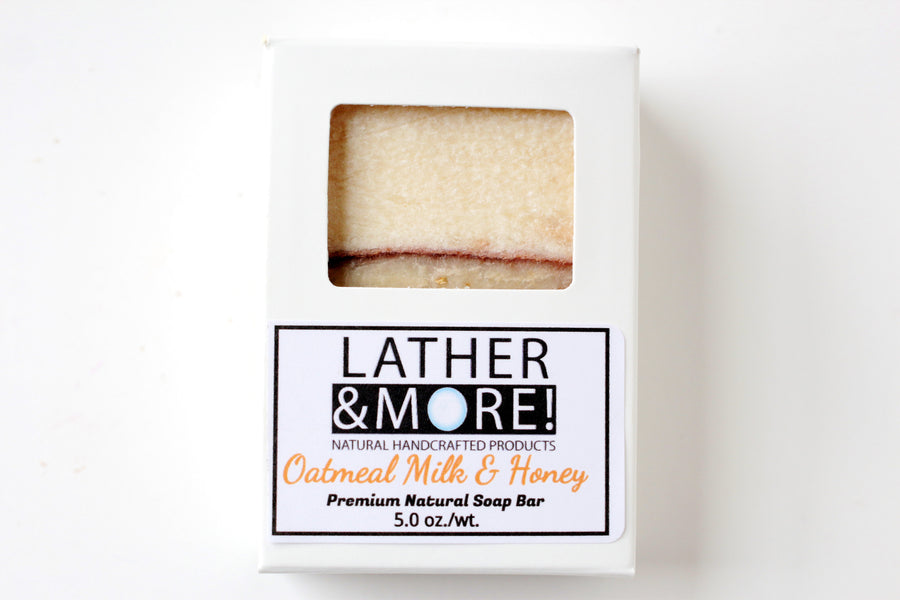 LATHER
&MORE!
NATURAL HANDCRAFTED PRODUCTS
Oatmeal Milk & Honey
Premium Natural Soap Bar
5.0 oz./wt.